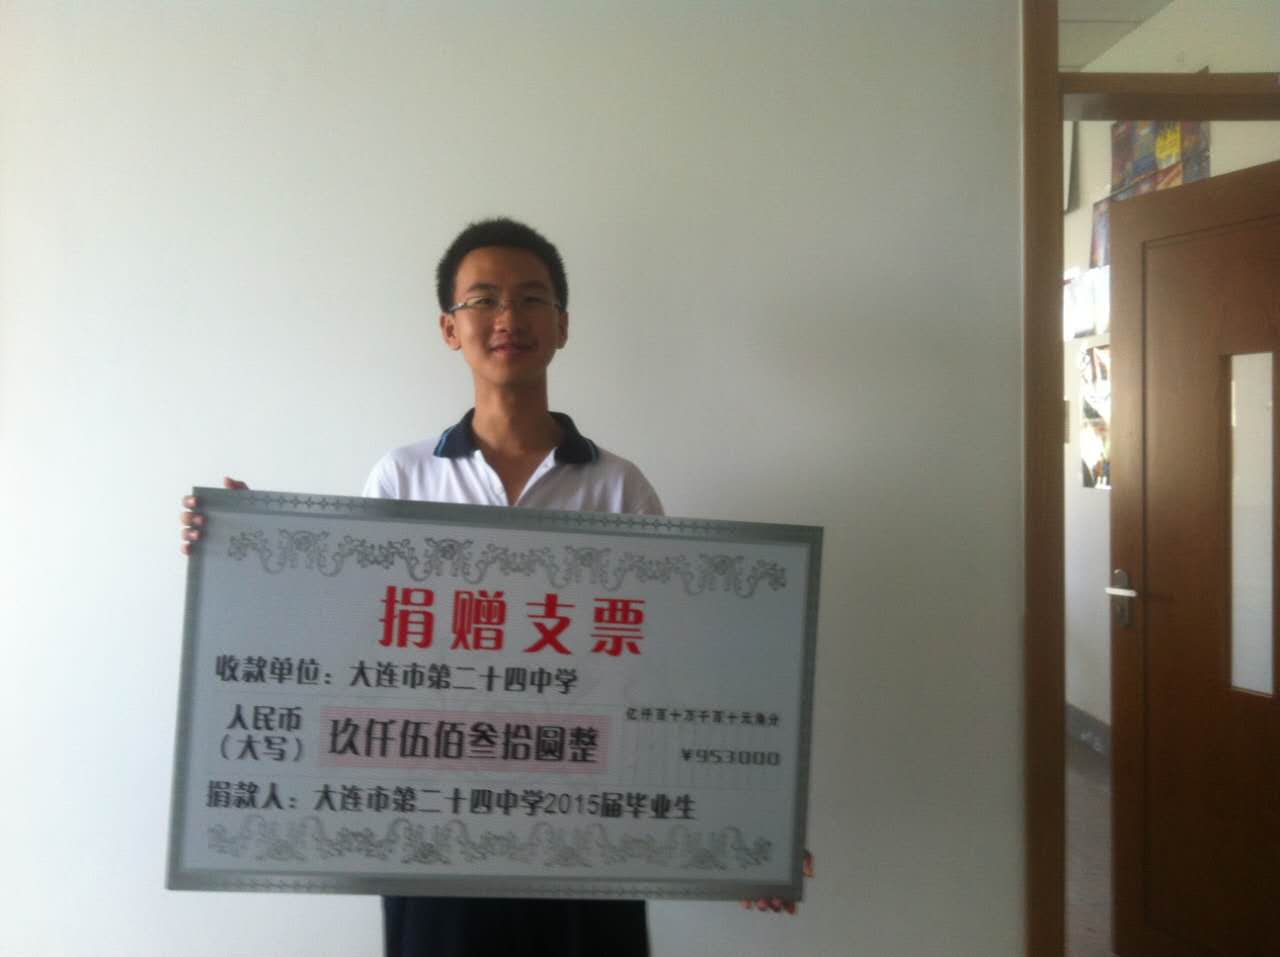 捐赠支票
收款单位：大连市第二十四中学
亿仟百十万千百十元角分
人民币
（大写）
玖仟伍佰叁拾圆整
¥953000
捐款人：大连市第二十四中学2015届毕业生